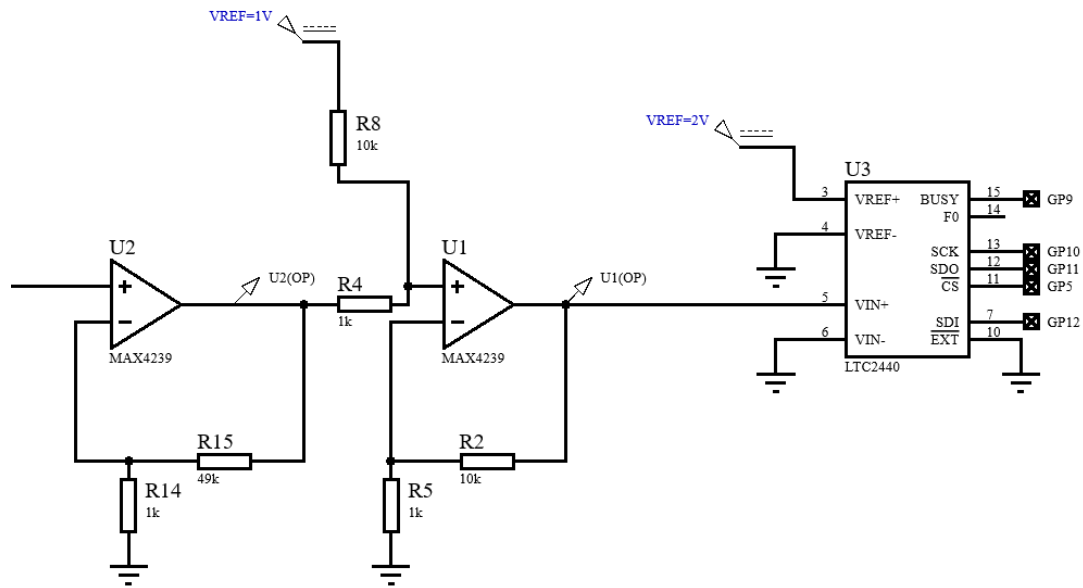 VREF=1V
R8
10k
VREF=2V
U3
3
VREF+
BUSY
15
GP9
F0
14
4
VREF-
SCK
13
GP10
SDO
12
GP11
CS
11
GP5
5
VIN+
SDI
7
GP12
6
VIN-
EXT
10
LTC2440
U2
MAX4239
U2(OP)
R4
1k
U1
MAX4239
U1(OP)
R15
49k
R14
1k
R2
10k
R5
1k